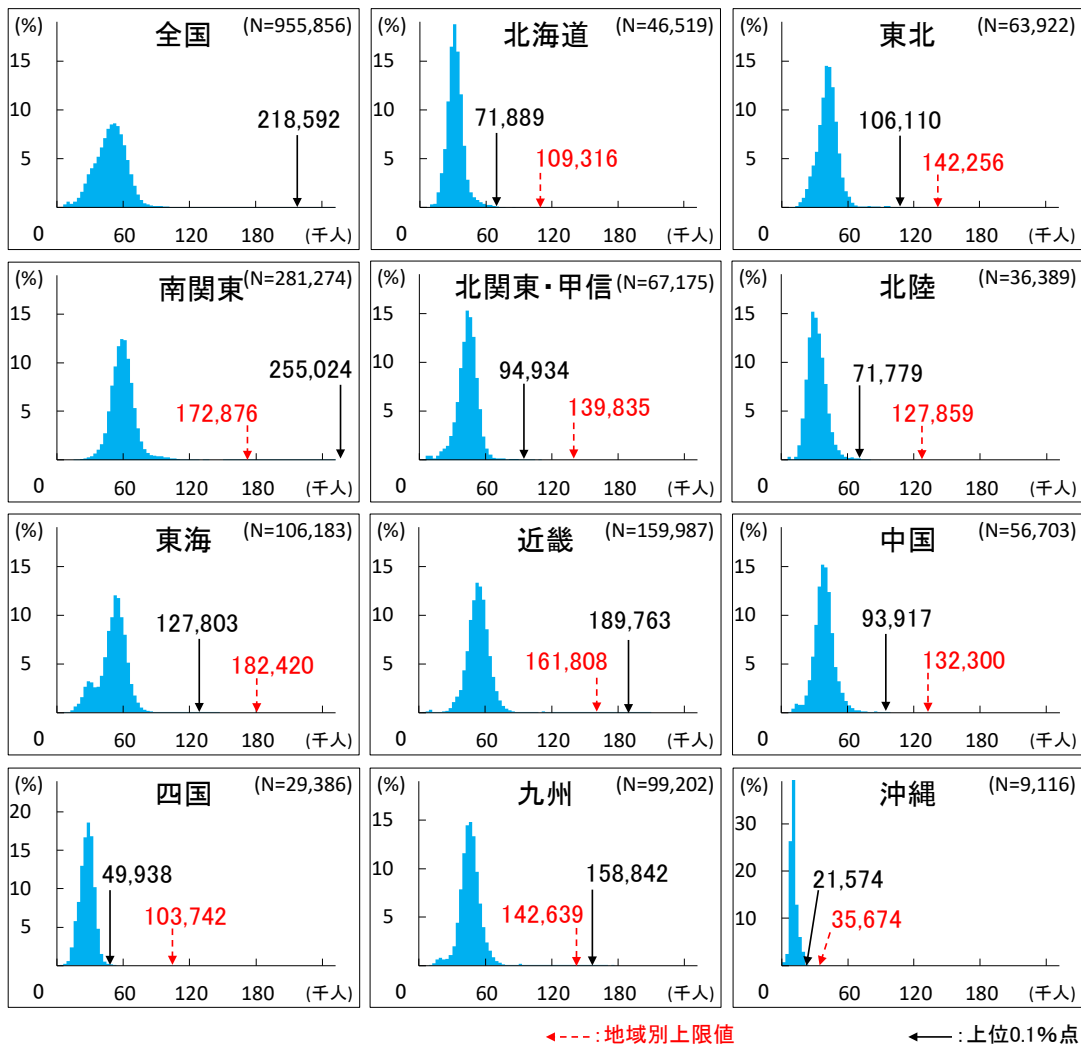 (%) 全国 (N=955,856)
15
10
5
218,592
0 60 120 180 (千人)
(%) 北海道 (N=46,519)
15
10
5
71,889
109,316
0 60 120 180 (千人)
(%) 東北 (N=63,922)
15
10
5
106,110
142,256
0 60 120 180 (千人)
(%) 南関東 (N=281,274)
15
10
5
255,024
172,876
0 60 120 180 (千人)
(%) 北関東・甲信 (N=67,175)
15
10
5
94,934
139,835
0 60 120 180 (千人)
(%) 北陸 (N=36,389)
15
10
5
71,779
127,859
0 60 120 180 (千人)
(%) 東海 (N=106,183)
15
10
5
127,803
182,420
0 60 120 180 (千人)
(%) 近畿 (N=159,987)
15
10
5
189,763
161,808
0 60 120 180 (千人)
(%) 中国 (N=56,703)
15
10
5
93,917
132,300
0 60 120 180 (千人)
(%) 四国 (N=29,386)
20
15
10
5
49,938
103,742
0 60 120 180 (千人)
(%) 九州 (N=99,202)
15
10
5
158,842
142,639
0 60 120 180 (千人)
(%) 沖縄 (N=9,116)
30
20
10
21,574
35,674
0 60 120 180 (千人)
:地域別上限値 :上位0.1%点